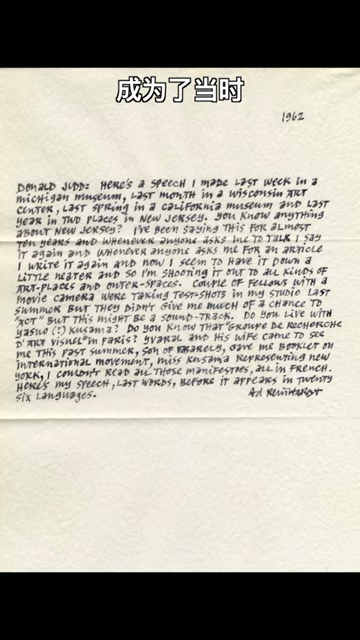 成为了当时
1962
DONALD JUDD: HERE'S A SPEECH I MADE LAST WEEK IN A
MICHIGAN MUSEUM, LAST MONTH IN A WISCONSIN ART
CENTER, LAST SPRING IN A CALIFORNIA MUSEUM AND LAST
YEAR IN TWO PLACES IN NEW JERSEY. YOU KNOW ANYTHING
ABOUT NEW JERSEY? I'VE BEEN SAYING THIS FOR ALMOST
TEN YEARS AND WHENEVER ANYONE ASKS ME TO TALK I SAY
IT AGAIN AND WHENEVER ANYONE ASKS ME FOR AN ARTICLE
I WRITE IT AGAIN AND NOW I SEEM TO HAVE IT DOWN A
LITTLE NEATER AND SO I'M SHOOTING IT OUT TO ALL KINDS OF
ART-PLACES AND OUTER-SPACES. COUPLE OF FELLOWS WITH A
MOVIE CAMERA WERE TAKING TEST-SHOTS IN MY STUDIO LAST
SUMMER BUT THEY DIDN'T GIVE ME MUCH OF A CHANCE TO
"ACT" BUT THIS MIGHT BE A SOUND-TRACK. DO YOU LIVE WITH
YASNO (?) KUSAMA? DO YOU KNOW THAT "GROUPE DE RECHERCHE
D'ART VISUEL" IN PARIS? YVARAL AND HIS WIFE CAME TO SEE
ME THIS PAST SUMMER, SON OF VASARELY, GAVE ME BOOKLET ON
INTERNATIONAL MOVEMENT, MISS KUSAMA REPRESENTING NEW
YORK, I COULDN'T READ ALL THOSE MANIFESTOES, ALL IN FRENCH.
HERE'S MY SPEECH, LAST WORDS, BEFORE IT APPEARS IN TWENTY
SIX LANGUAGES. AD REINHARDT